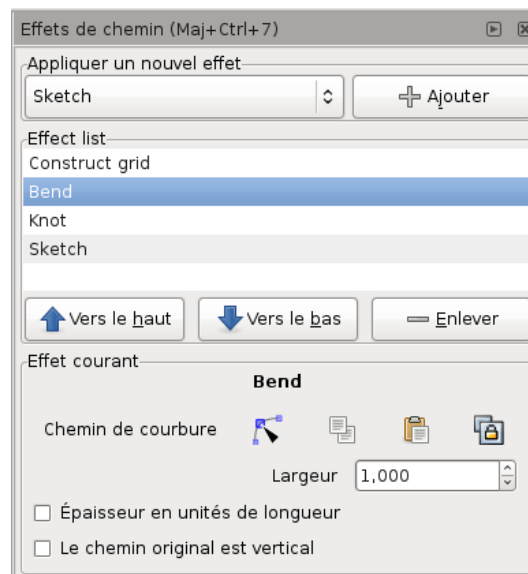 Effets de chemin (Maj+Ctrl+7)
Appliquer un nouvel effet
Sketch
Ajouter
Effect list
Construct grid
Bend
Knot
Sketch
Vers le haut
Vers le bas
Enlever
Effet courant
Bend
Chemin de courbure
Largeur 1,000
Épaisseur en unités de longueur
Le chemin original est vertical